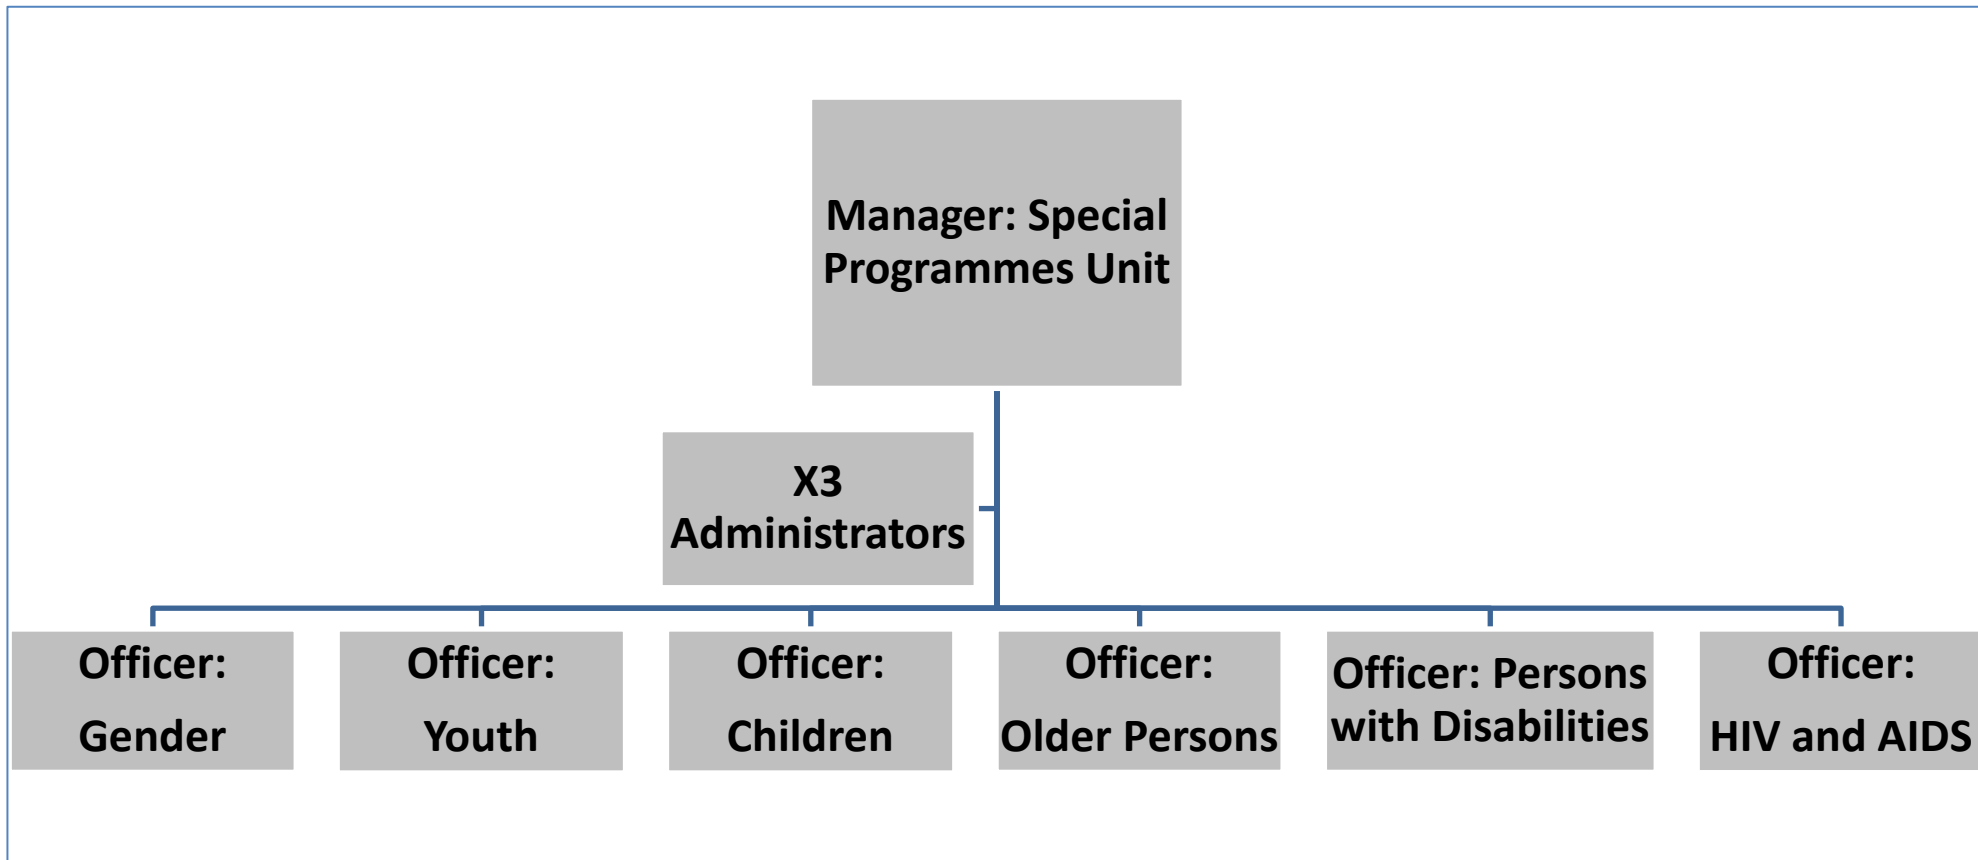 Manager: Special
Programmes Unit
X3
Administrators
Officer:
Gender
Officer:
Youth
Officer:
Children
Officer:
Older Persons
Officer: Persons
with Disabilities
Officer:
HIV and AIDS